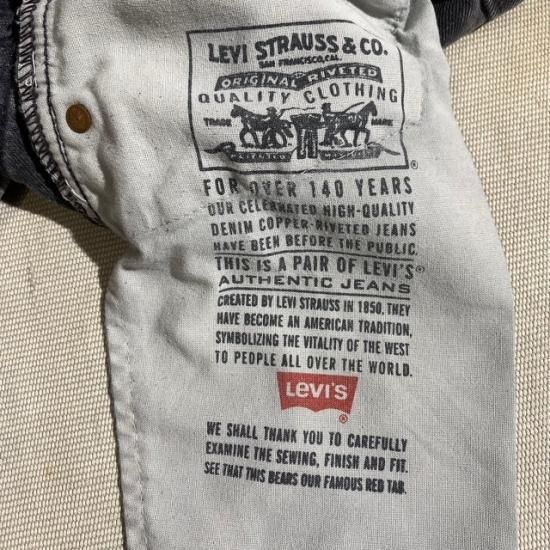 LEVI STRAUSS & CO.
SAN FRANCISCO, CAL.
ORIGINAL RIVETED
QUALITY CLOTHING
TRADE MARK
®
FOR OVER 140 YEARS
OUR CELEBRATED HIGH-QUALITY
DENIM COPPER-RIVETED JEANS
HAVE BEEN BEFORE THE PUBLIC.
THIS IS A PAIR OF LEVI'S®
AUTHENTIC JEANS
CREATED BY LEVI STRAUSS IN 1850. THEY
HAVE BECOME AN AMERICAN TRADITION,
SYMBOLIZING THE VITALITY OF THE WEST
TO PEOPLE ALL OVER THE WORLD.
LEVI'S
®
WE SHALL THANK YOU TO CAREFULLY
EXAMINE THE SEWING, FINISH AND FIT.
SEE THAT THIS BEARS OUR FAMOUS RED TAB.